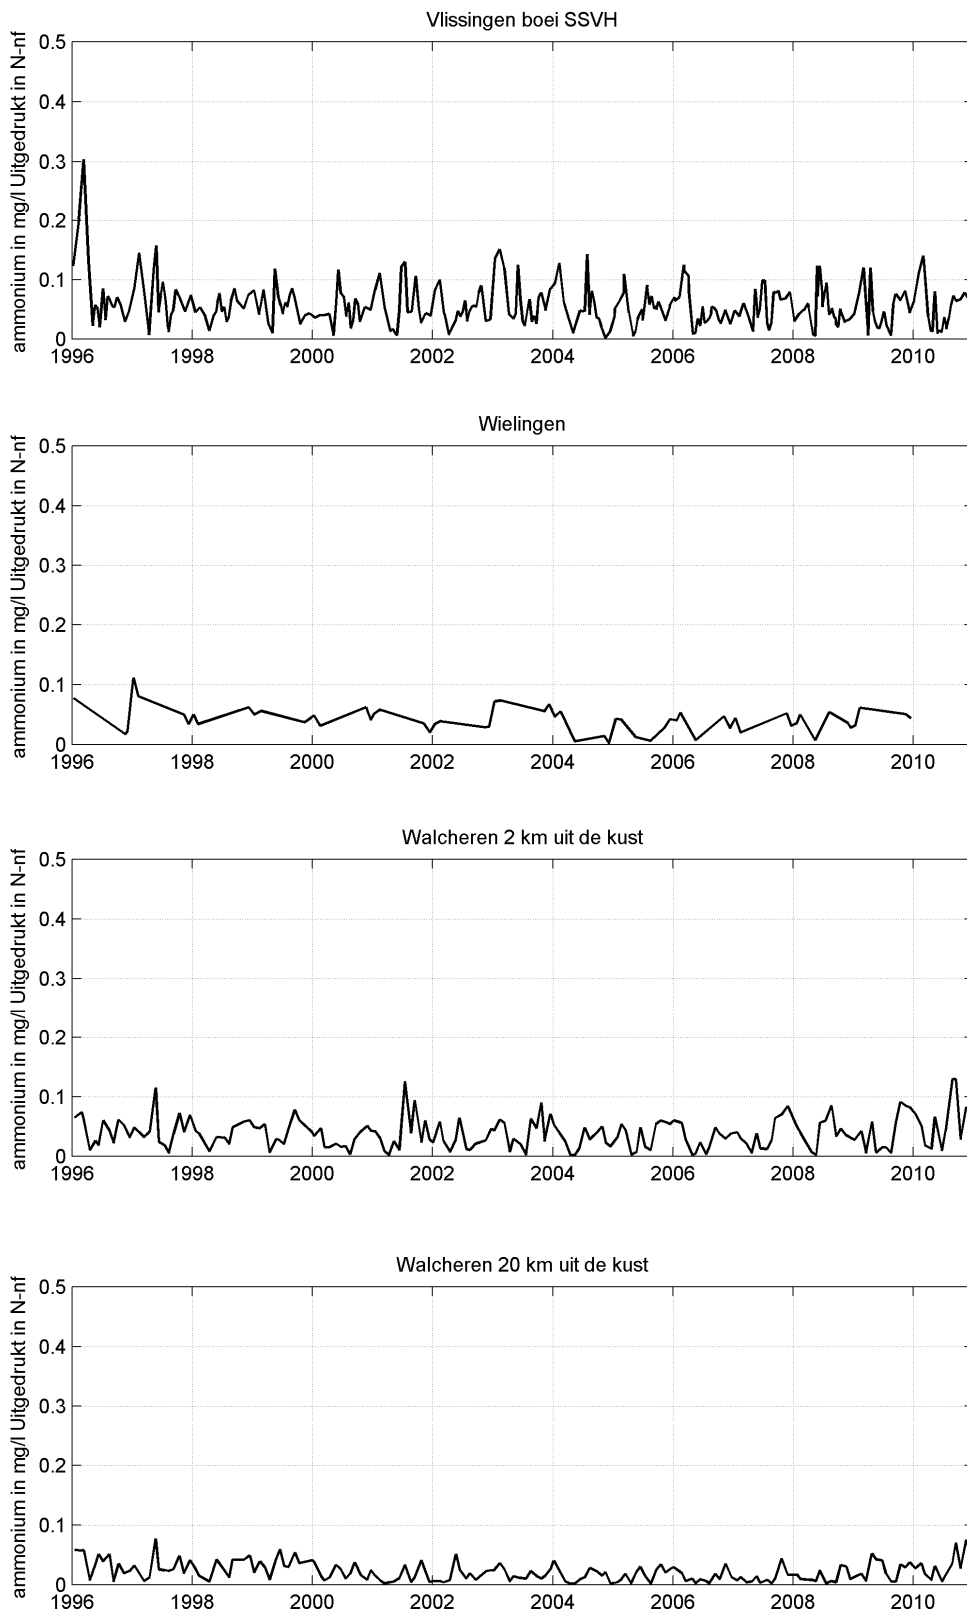 Vlissingen boei SSVH
ammonium in mg/l Uitgedrukt in N-nf
0.5
0.4
0.3
0.2
0.1
0
1996 1998 2000 2002 2004 2006 2008 2010
Wielingen
ammonium in mg/l Uitgedrukt in N-nf
0.5
0.4
0.3
0.2
0.1
0
1996 1998 2000 2002 2004 2006 2008 2010
Walcheren 2 km uit de kust
ammonium in mg/l Uitgedrukt in N-nf
0.5
0.4
0.3
0.2
0.1
0
1996 1998 2000 2002 2004 2006 2008 2010
Walcheren 20 km uit de kust
ammonium in mg/l Uitgedrukt in N-nf
0.5
0.4
0.3
0.2
0.1
0
1996 1998 2000 2002 2004 2006 2008 2010